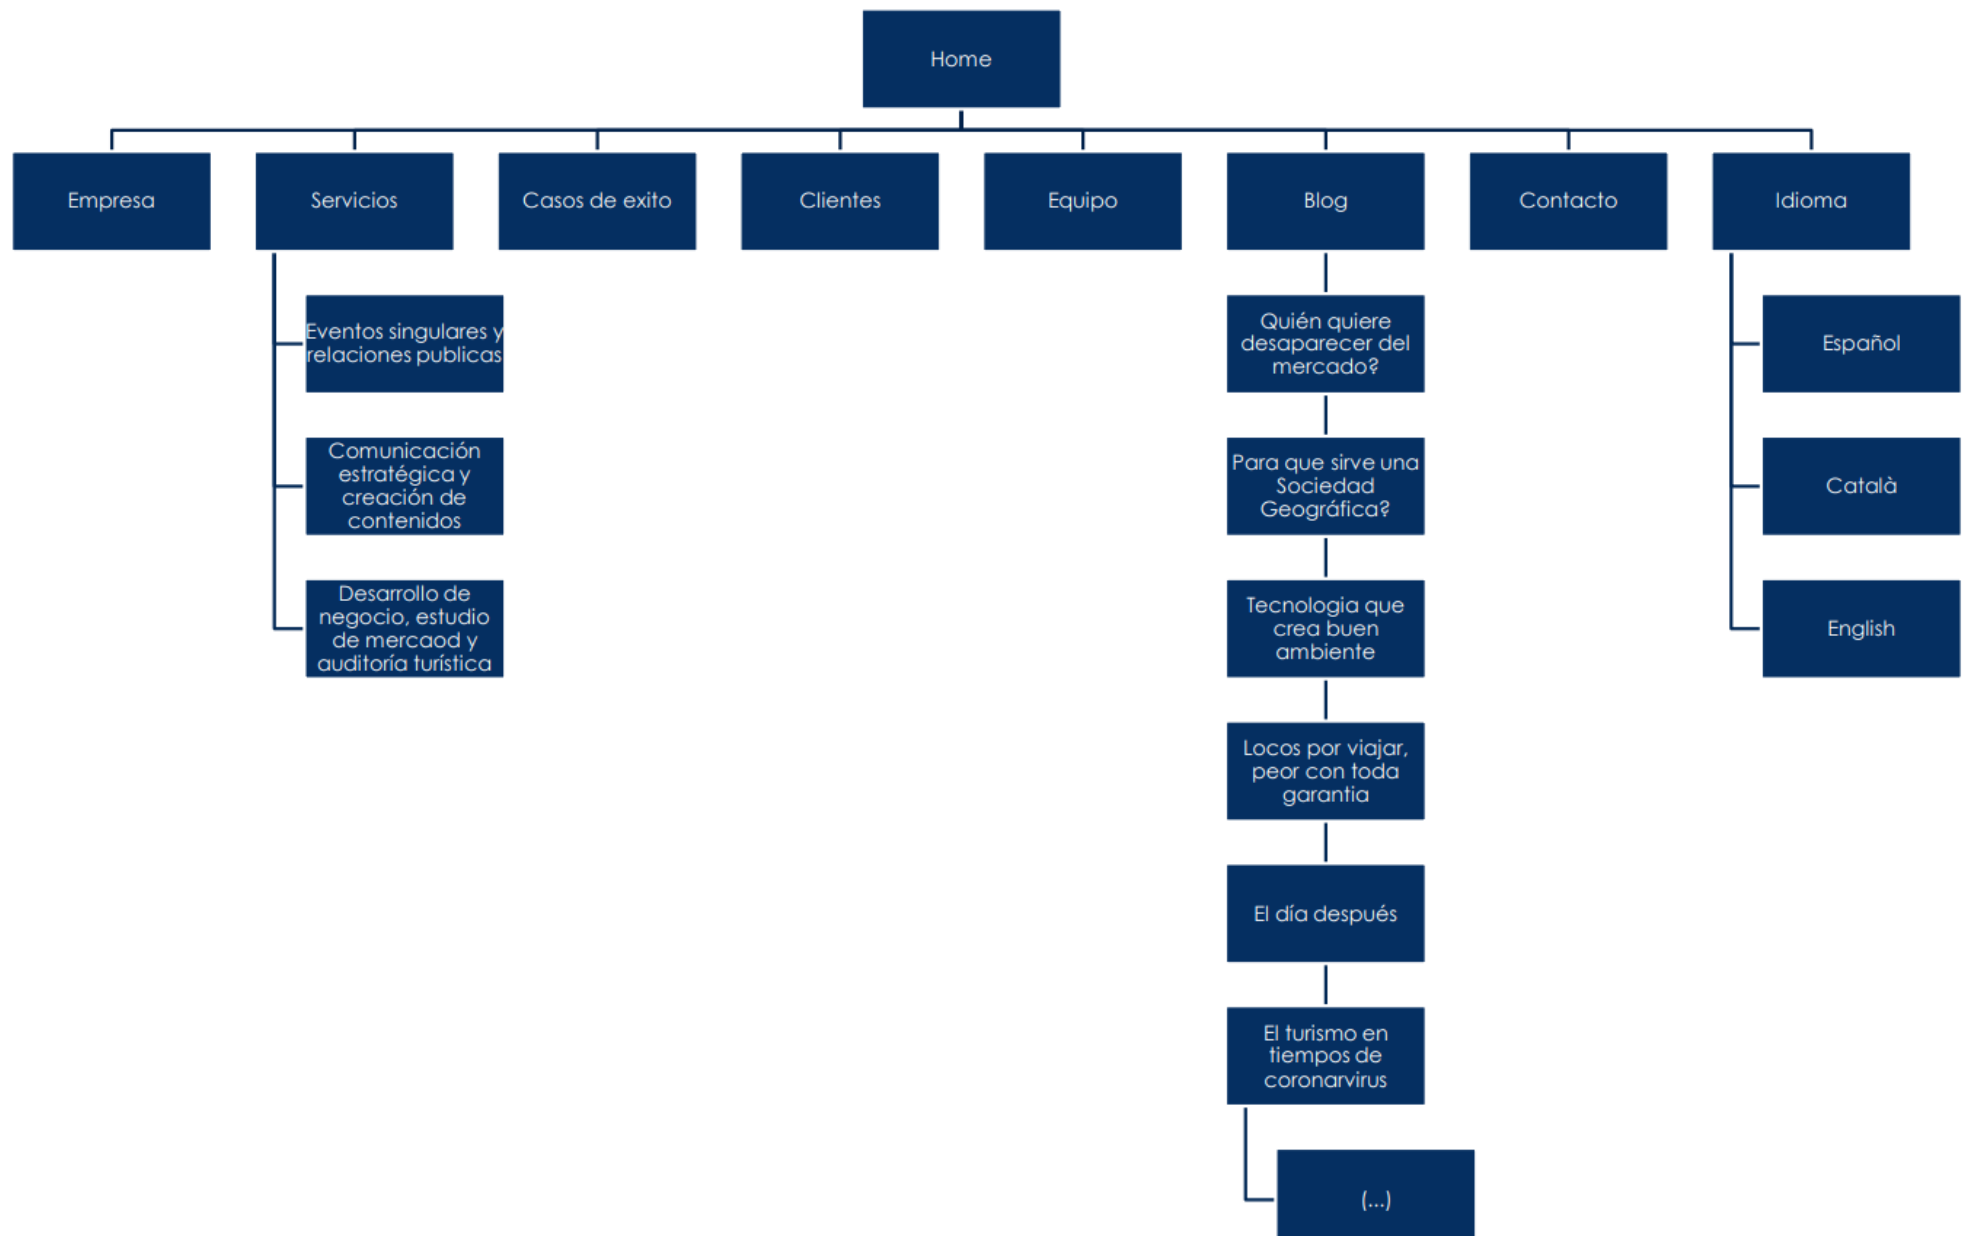 Home
Empresa
Servicios
Casos de exito
Clientes
Equipo
Blog
Contacto
Idioma
Eventos singulares y
relaciones publicas
Comunicación
estratégica y
creación de
contenidos
Desarrollo de
negocio, estudio
de mercaod y
auditoría turística
Quién quiere
desaparecer del
mercado?
Para que sirve una
Sociedad
Geográfica?
Tecnologia que
crea buen
ambiente
Locos por viajar,
peor con toda
garantia
El día después
El turismo en
tiempos de
coronarvirus
(...)
Español
Català
English